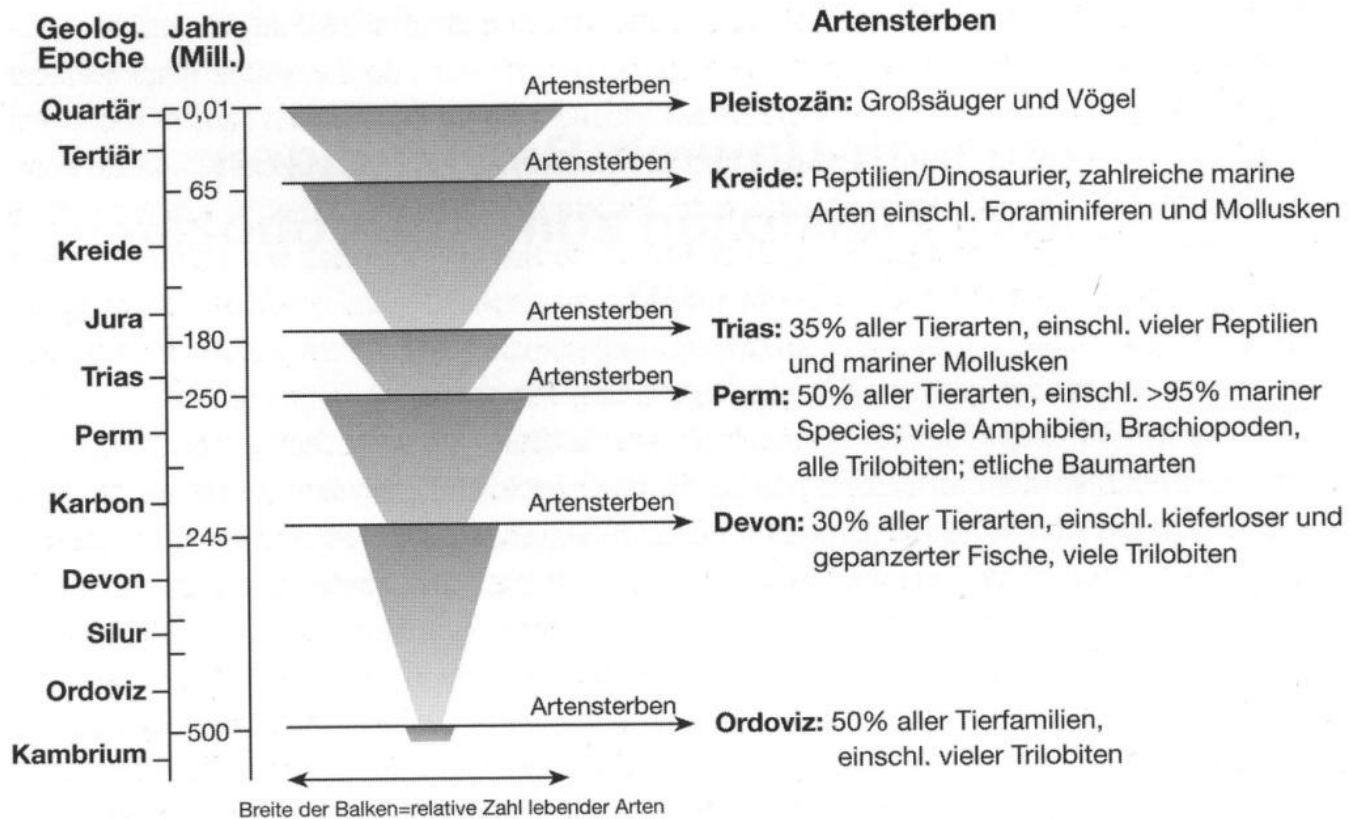 Artensterben
Geolog. Jahre
Epoche (Mill.)
Quartär
0,01
Artensterben
Pleistozän: Großsäuger und Vögel
Tertiär
65
Artensterben
Kreide: Reptilien/Dinosaurier, zahlreiche marine
Arten einschl. Foraminiferen und Mollusken
Kreide
Jura
180
Artensterben
Trias: 35% aller Tierarten, einschl. vieler Reptilien
und mariner Mollusken
Trias
250
Artensterben
Perm: 50% aller Tierarten, einschl. >95% mariner
Species; viele Amphibien, Brachiopoden,
alle Trilobiten; etliche Baumarten
Perm
Karbon
245
Artensterben
Devon: 30% aller Tierarten, einschl. kieferloser und
gepanzerter Fische, viele Trilobiten
Devon
Silur
Ordoviz
500
Artensterben
Ordoviz: 50% aller Tierfamilien,
einschl. vieler Trilobiten
Kambrium
Breite der Balken=relative Zahl lebender Arten